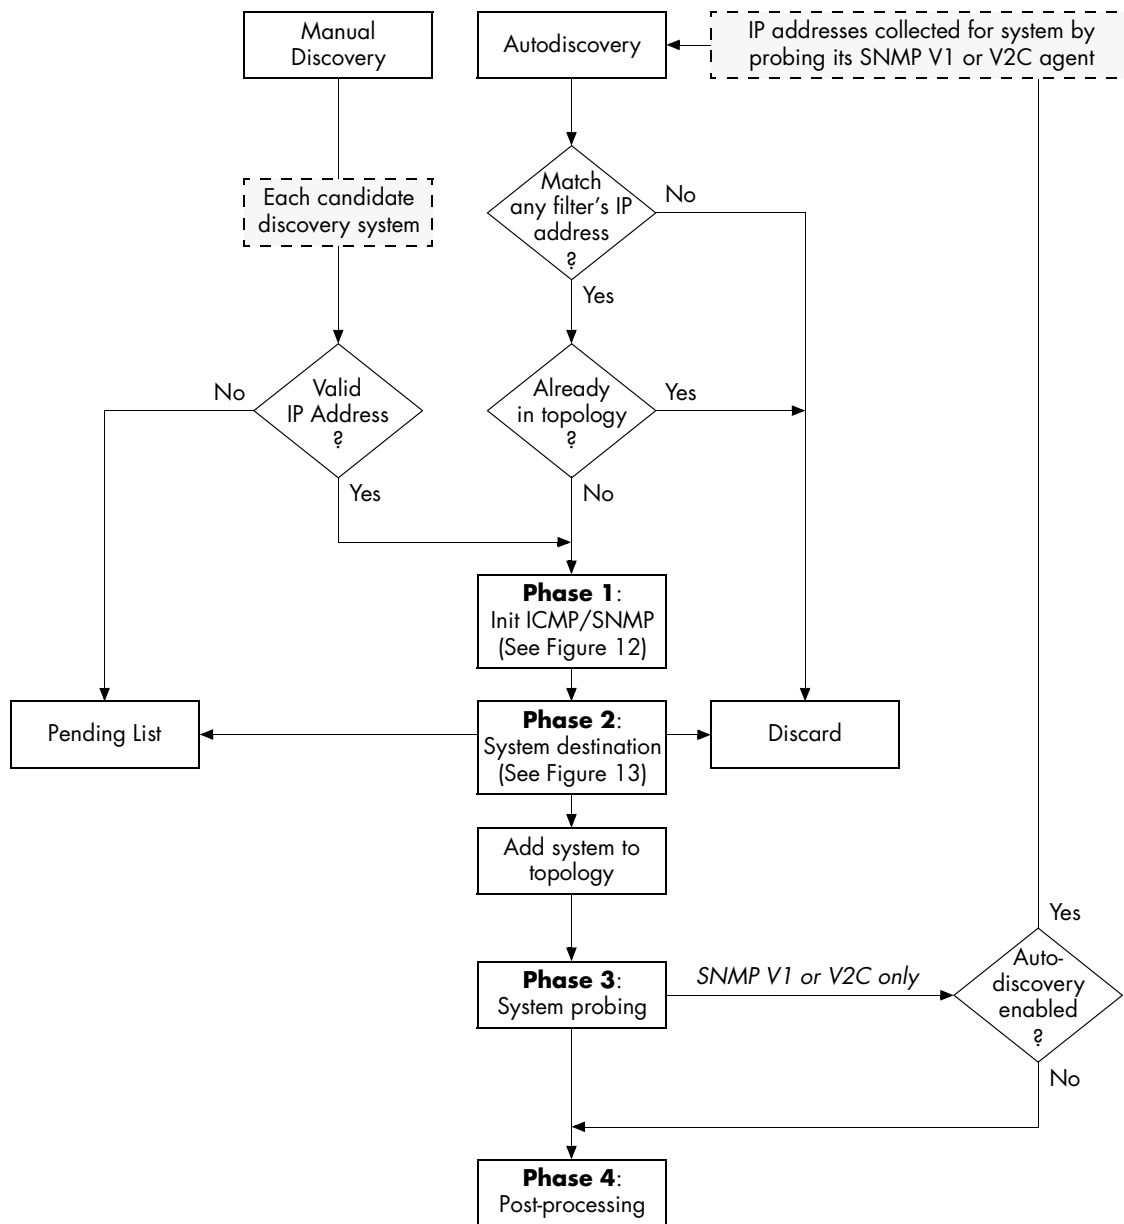 Manual
Discovery
Autodiscovery
IP addresses collected for system by
probing its SNMP V1 or V2C agent
Each candidate
discovery system
Match
any filter's IP
address
?
No
Yes
No
Valid
IP Address
?
Already
in topology
?
Yes
Yes
No
Phase 1:
Init ICMP/SNMP
(See Figure 12)
Pending List
Phase 2:
System destination
(See Figure 13)
Discard
Add system to
topology
Yes
Phase 3:
System probing
SNMP V1 or V2C only
Auto-
discovery
enabled
?
No
Phase 4:
Post-processing